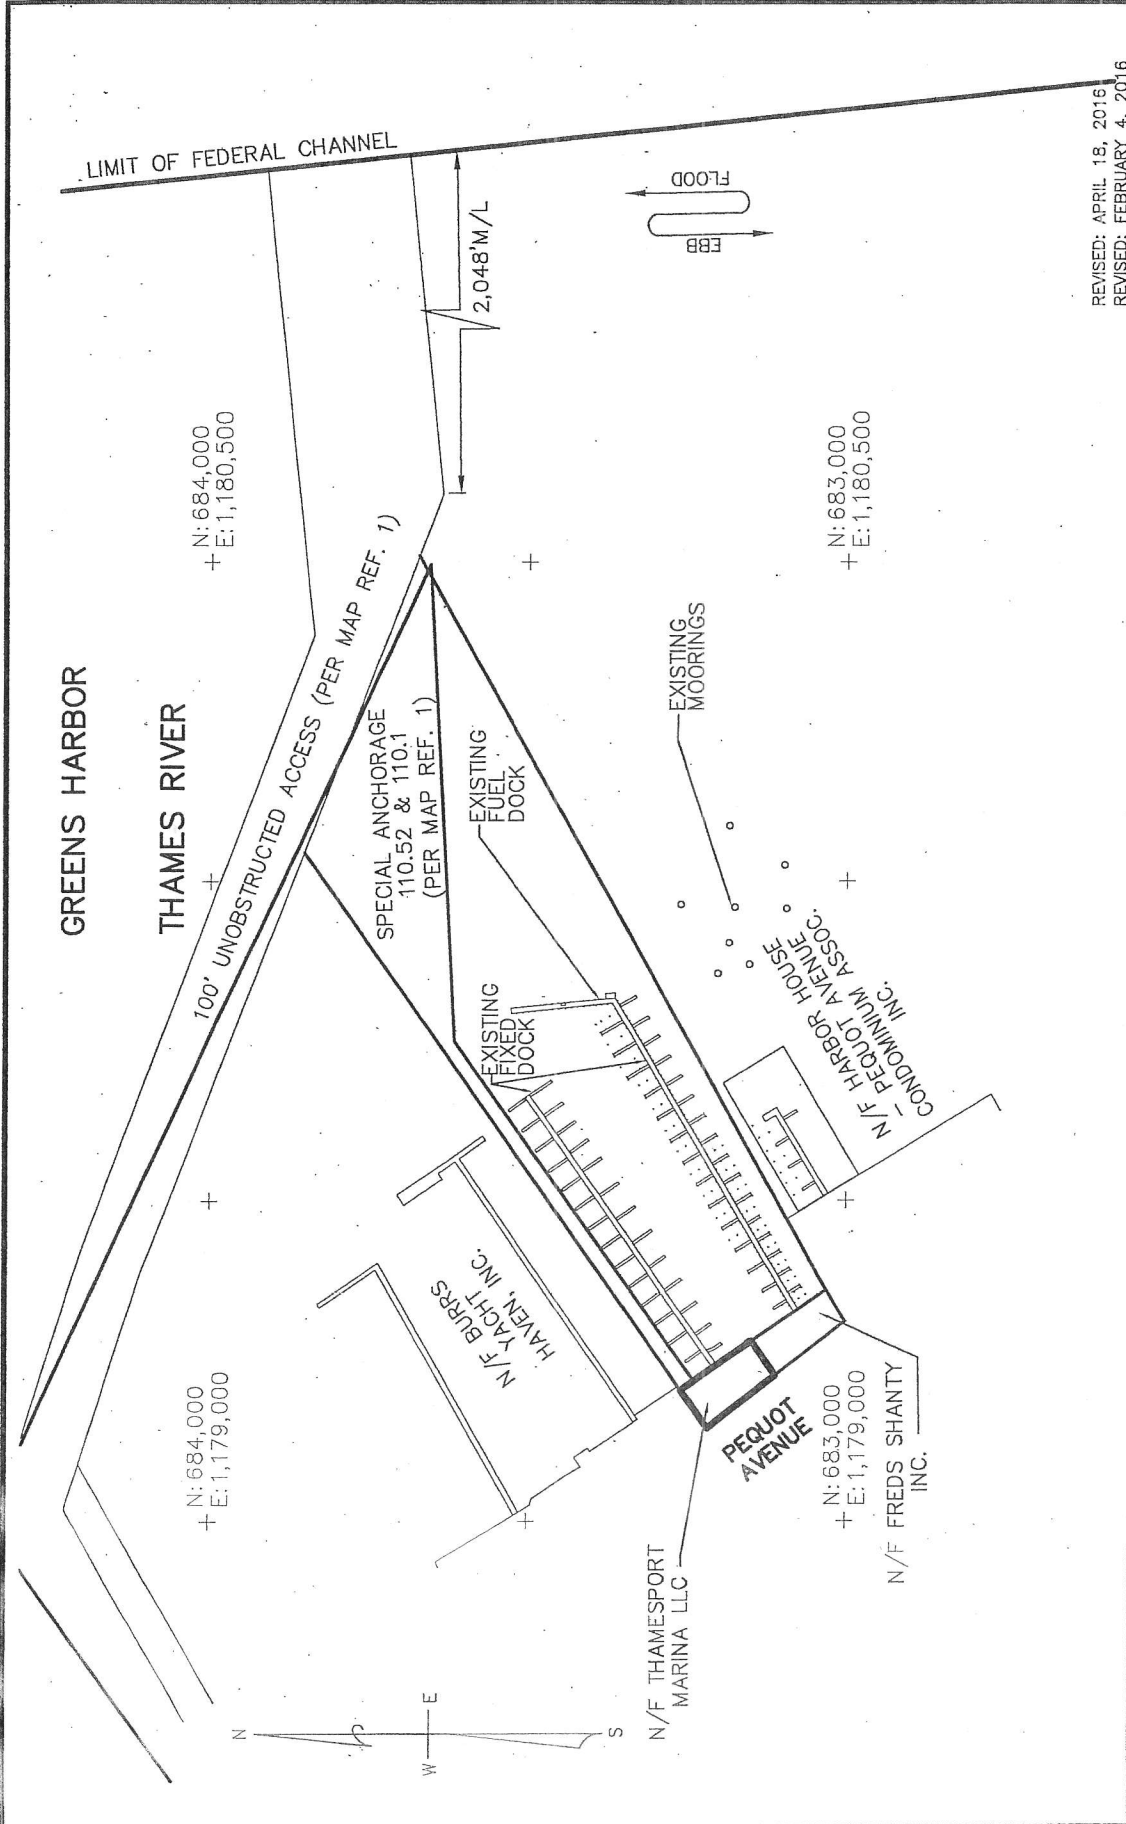 GREENS HARBOR
THAMES RIVER
LIMIT OF FEDERAL CHANNEL
100' UNOBSTRUCTED ACCESS (PER MAP REF. 1)
2,048'M/L
FLOOD
EBB
+ N: 684,000
E: 1,180,500
+ N: 683,000
E: 1,180,500
SPECIAL ANCHORAGE
110.52 & 110.1
(PER MAP REF. 1)
EXISTING
FUEL
DOCK
EXISTING
MOORINGS
EXISTING
FIXED
DOCK
N/F BURRS
YACHT
HAVEN, INC.
N/F HARBOR HOUSE
– PEQUOT AVENUE
CONDOMINIUM ASSOC.
INC.
+ N: 684,000
E: 1,179,000
PEQUOT
AVENUE
+ N: 683,000
E: 1,179,000
N/F THAMESPORT
MARINA LLC
N/F FREDS SHANTY
INC.
N
W
E
S
REVISED: APRIL 18, 2016
REVISED: FEBRUARY 4, 2016